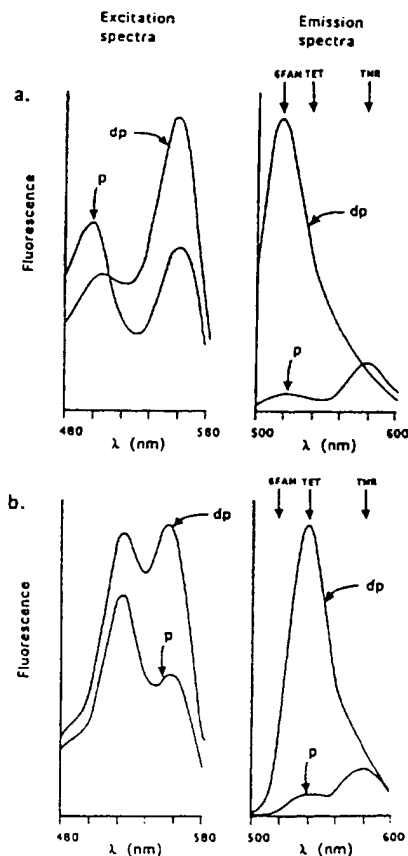 Excitation spectra
Emission spectra
a.
6FAM TET TMR
dp
p
dp
p
Fluorescence
480 580
λ (nm)
500 600
λ (nm)
b.
6FAM TET TMR
dp
p
dp
p
Fluorescence
480 580
λ (nm)
500 600
λ (nm)